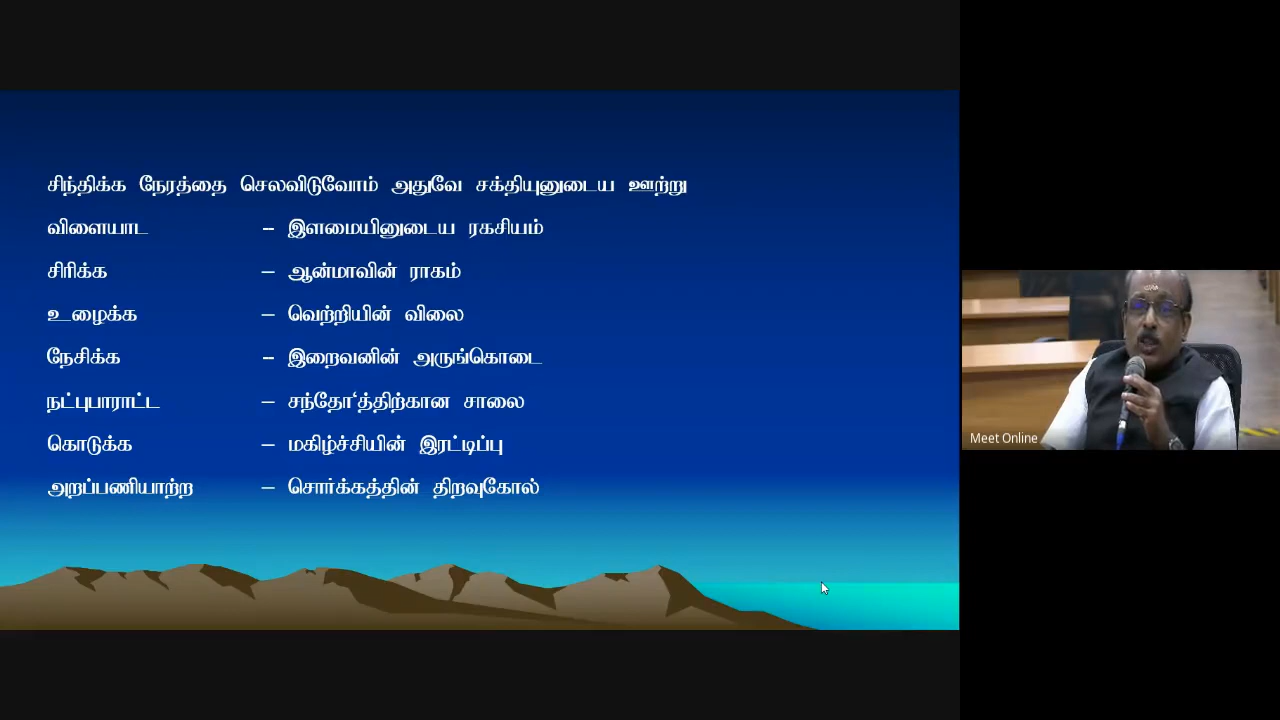 சிந்திக்க நேரத்தை செலவிடுவோம் அதுவே சக்தியுனுடைய ஊற்று
விளையாட – இளமையினுடைய ரகசியம்
சிரிக்க – ஆன்மாவின் ராகம்
உழைக்க – வெற்றியின் விலை
நேசிக்க – இறைவனின் அருங்கொடை
நட்புபாராட்ட – சந்தோ‘த்திற்கான சாலை
கொடுக்க – மகிழ்ச்சியின் இரட்டிப்பு
அறப்பணியாற்ற – சொர்க்கத்தின் திறவுகோல்
Meet Online